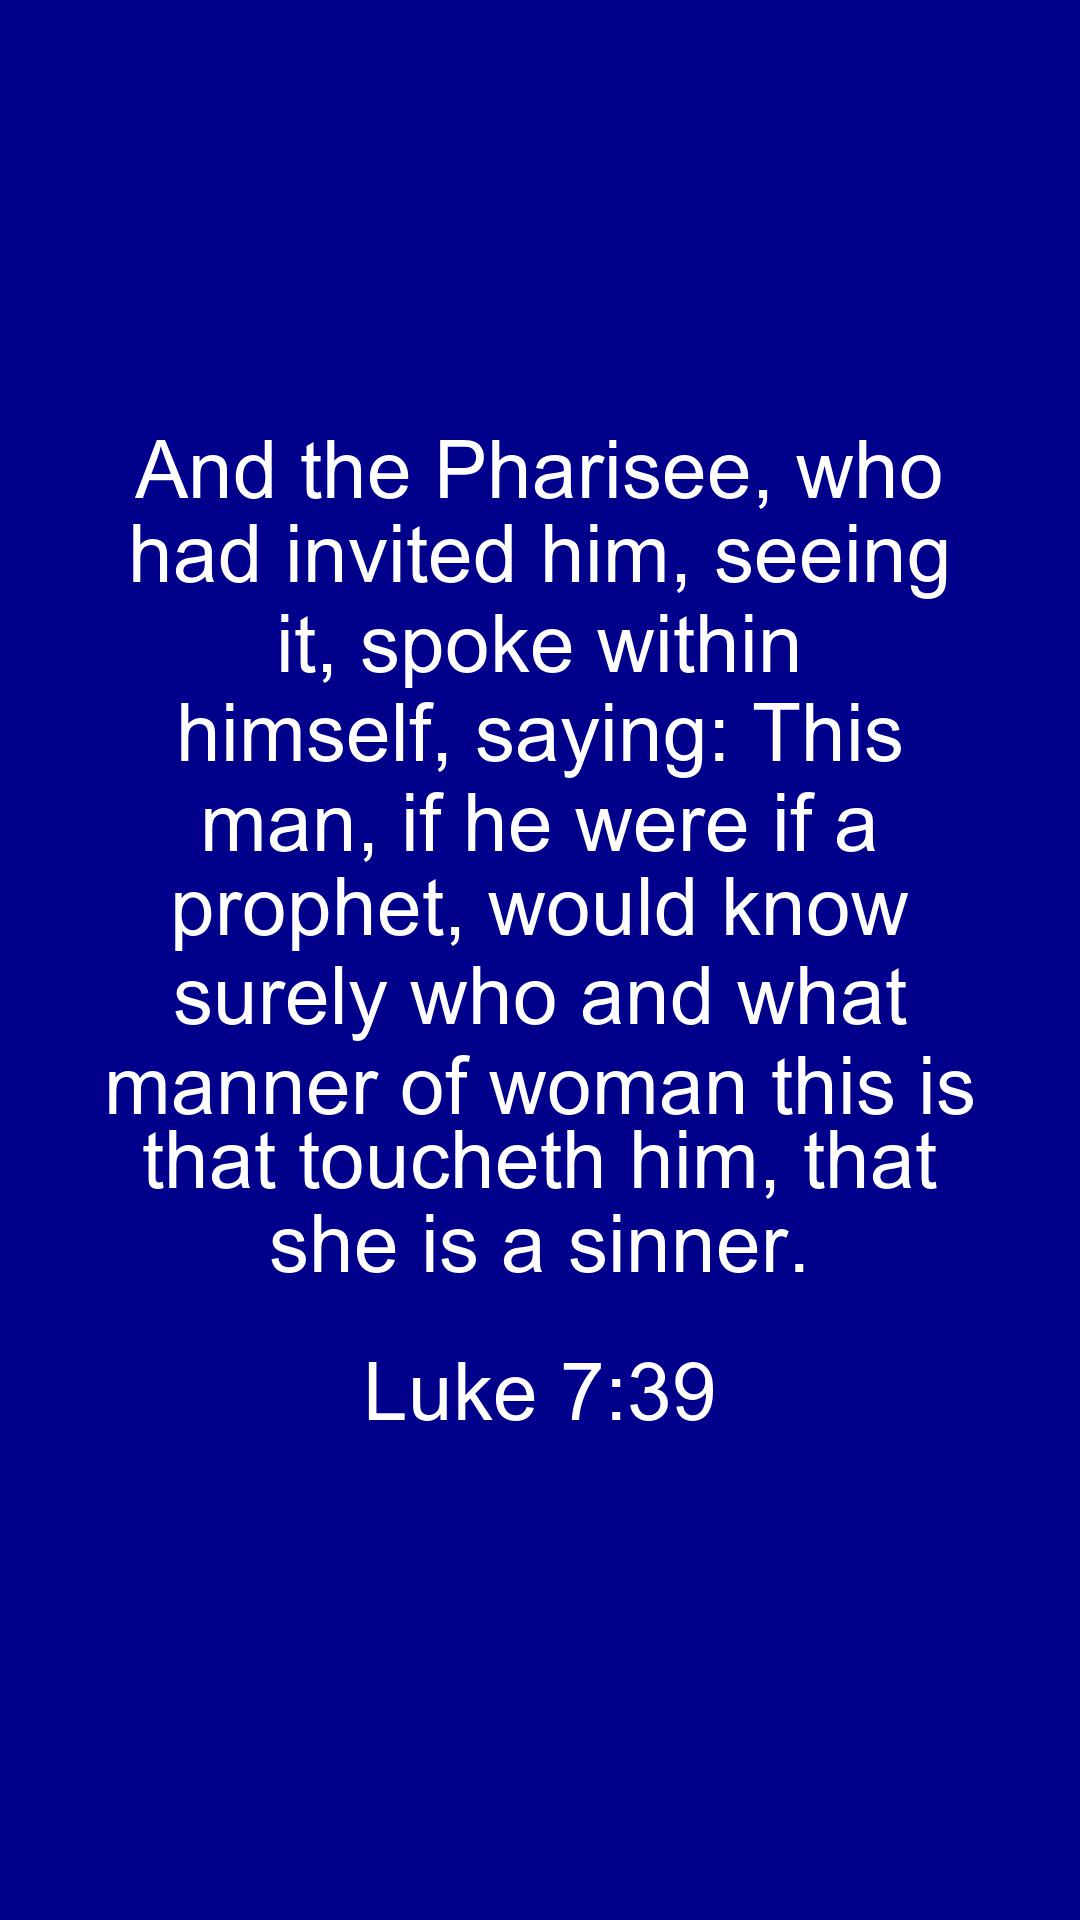 And the Pharisee, who
had invited him, seeing
it, spoke within
himself, saying: This
man, if he were if a
prophet, would know
surely who and what
manner of woman this is
that toucheth him, that
she is a sinner.
Luke 7:39